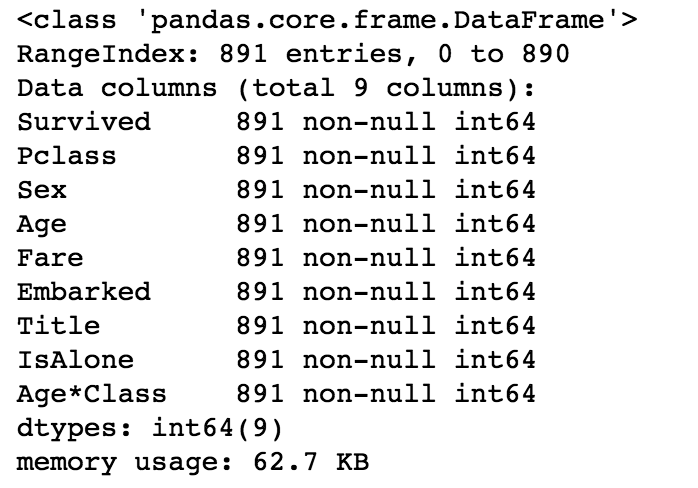 <class 'pandas.core.frame.DataFrame'>
RangeIndex: 891 entries, 0 to 890
Data columns (total 9 columns):
Survived     891 non-null int64
Pclass       891 non-null int64
Sex          891 non-null int64
Age          891 non-null int64
Fare         891 non-null int64
Embarked     891 non-null int64
Title        891 non-null int64
IsAlone      891 non-null int64
Age*Class    891 non-null int64
dtypes: int64(9)
memory usage: 62.7 KB